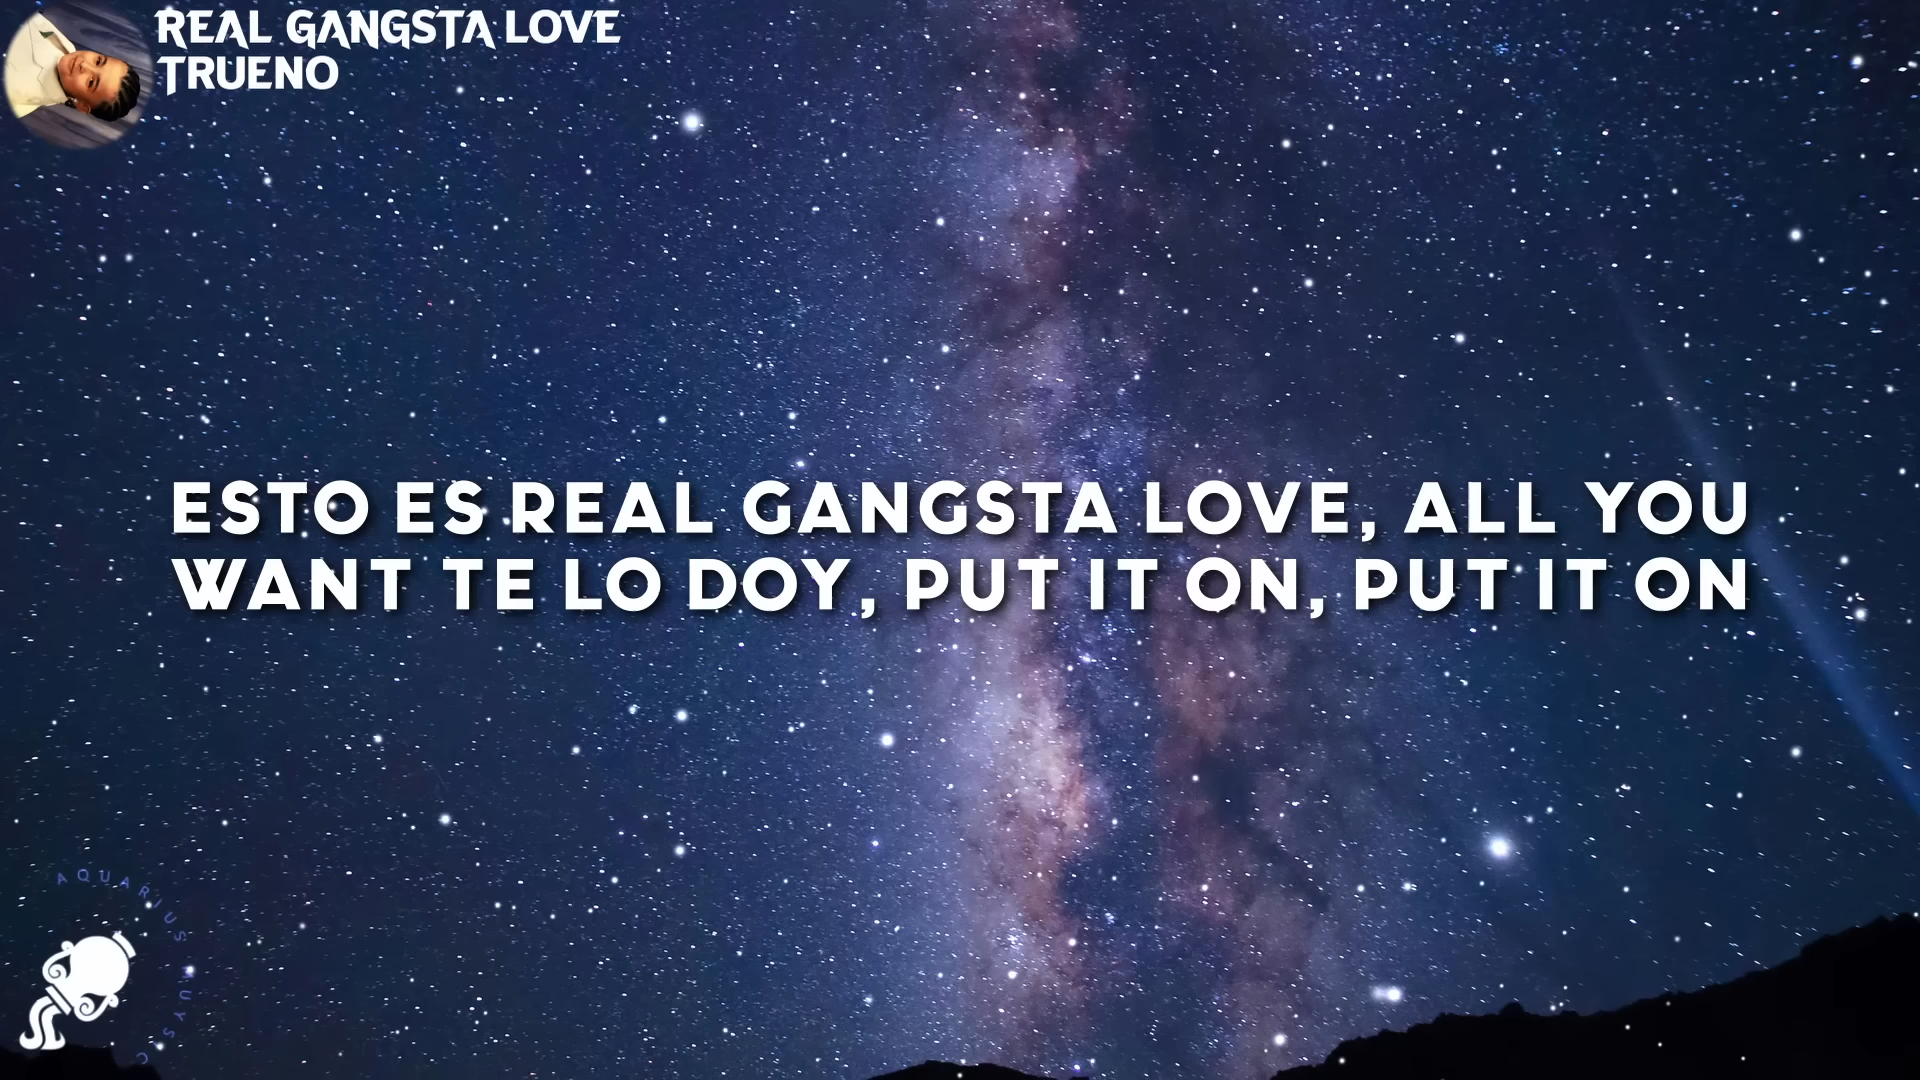 REAL GANGSTA LOVE
TRUENO
ESTO ES REAL GANGSTA LOVE, ALL YOU
WANT TE LO DOY, PUT IT ON, PUT IT ON
AQUARIUS MUYSC